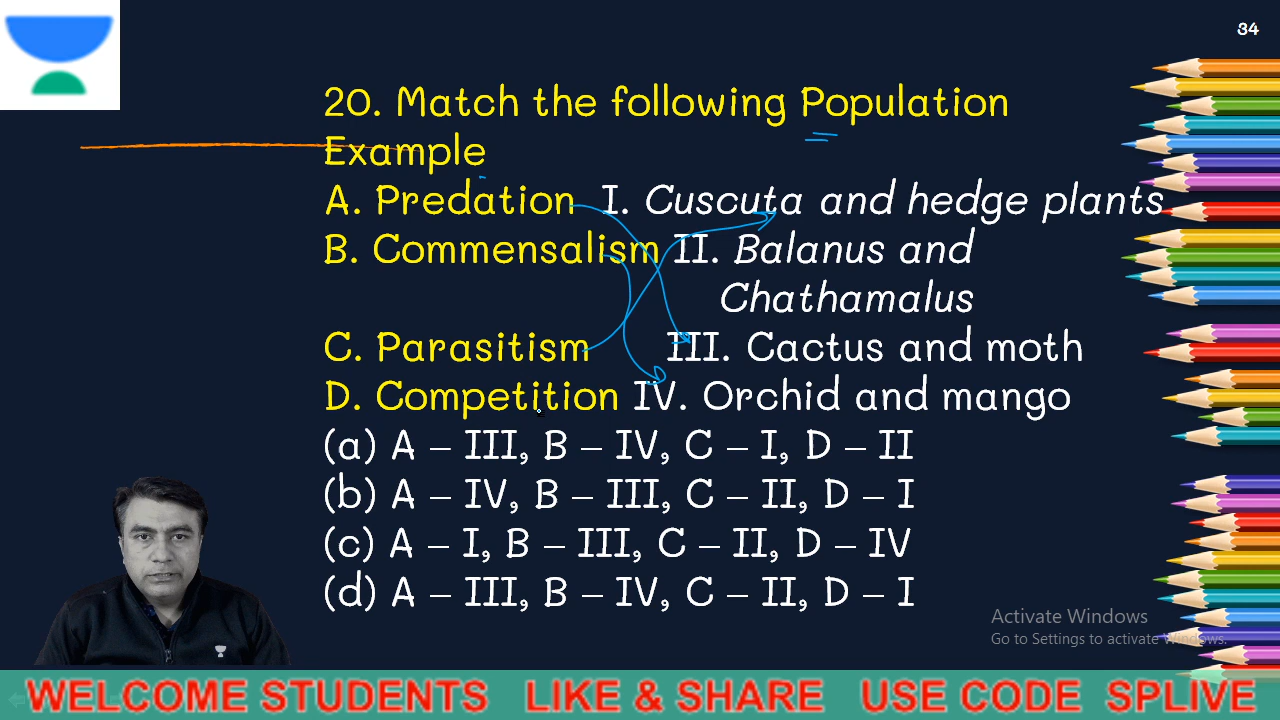 34
20. Match the following Population
Example
A. Predation I. Cuscuta and hedge plants
B. Commensalism II. Balanus and
Chathamalus
C. Parasitism III. Cactus and moth
D. Competition IV. Orchid and mango
(a) A – III, B – IV, C – I, D – II
(b) A – IV, B – III, C – II, D – I
(c) A – I, B – III, C – II, D – IV
(d) A – III, B – IV, C – II, D – I
Activate Windows
Go to Settings to activate Windows.
WELCOME STUDENTS LIKE & SHARE USE CODE SPLIVE